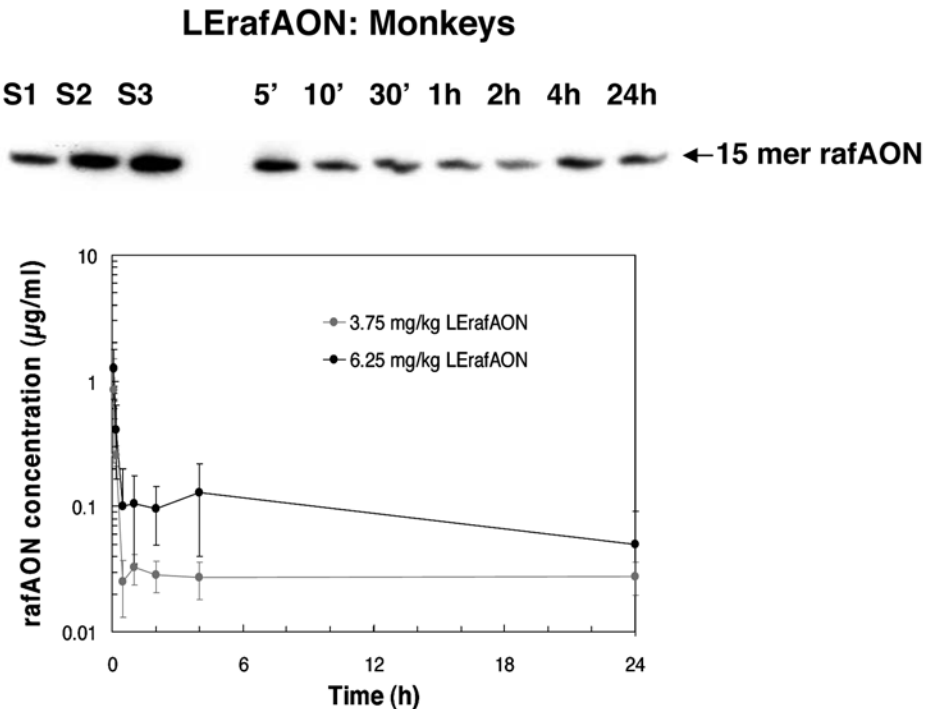 LErafAON: Monkeys
S1 S2 S3 5' 10' 30' 1h 2h 4h 24h
15 mer rafAON
10
1
0.1
0.01
rafAON concentration (µg/ml)
3.75 mg/kg LErafAON
6.25 mg/kg LErafAON
0 6 12 18 24
Time (h)